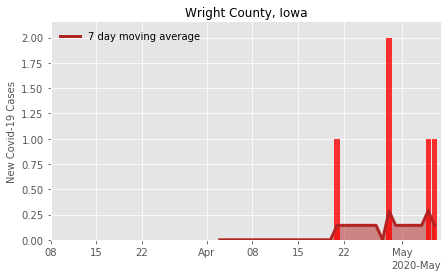 Wright County, Iowa
7 day moving average
New Covid-19 Cases
2.00
1.75
1.50
1.25
1.00
0.75
0.50
0.25
0.00
08 15 22 Apr 08 15 22 May
2020-May